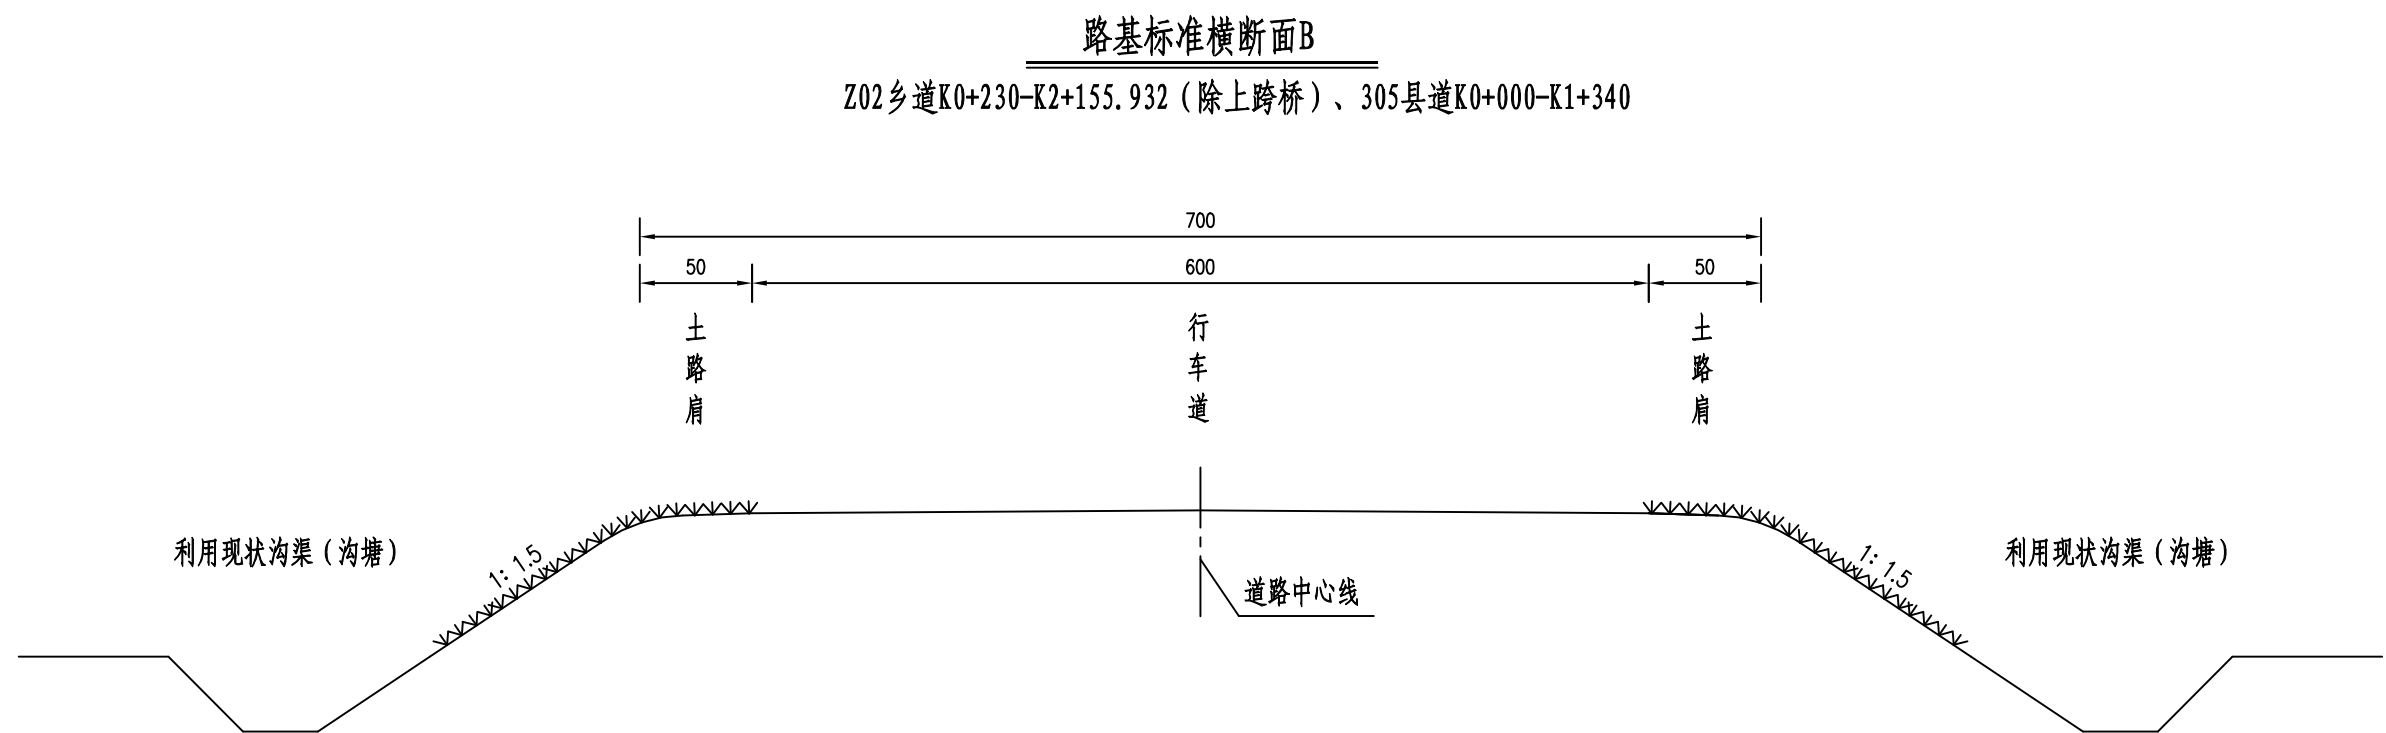 路基标准横断面B
Z02乡道K0+230-K2+155.932（除上跨桥）、305县道K0+000-K1+340
700
50
600
50
土路肩
行车道
土路肩
利用现状沟渠（沟塘）
1：1.5
道路中心线
1：1.5
利用现状沟渠（沟塘）